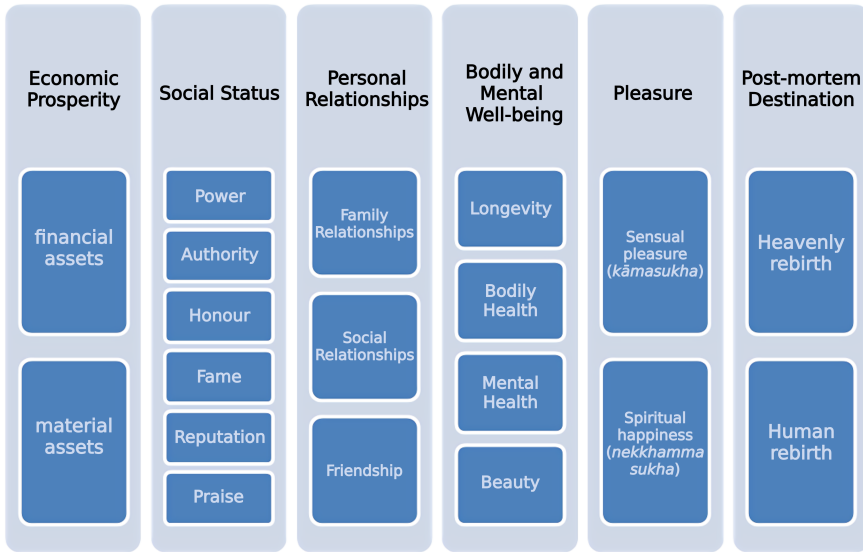 Economic
Prosperity
financial
assets
material
assets
Social Status
Power
Authority
Honour
Fame
Reputation
Praise
Personal
Relationships
Family
Relationships
Social
Relationships
Friendship
Bodily and
Mental
Well-being
Longevity
Bodily
Health
Mental
Health
Beauty
Pleasure
Sensual
pleasure
(kāmasukha)
Spiritual
happiness
(nekkhamma
sukha)
Post-mortem
Destination
Heavenly
rebirth
Human
rebirth